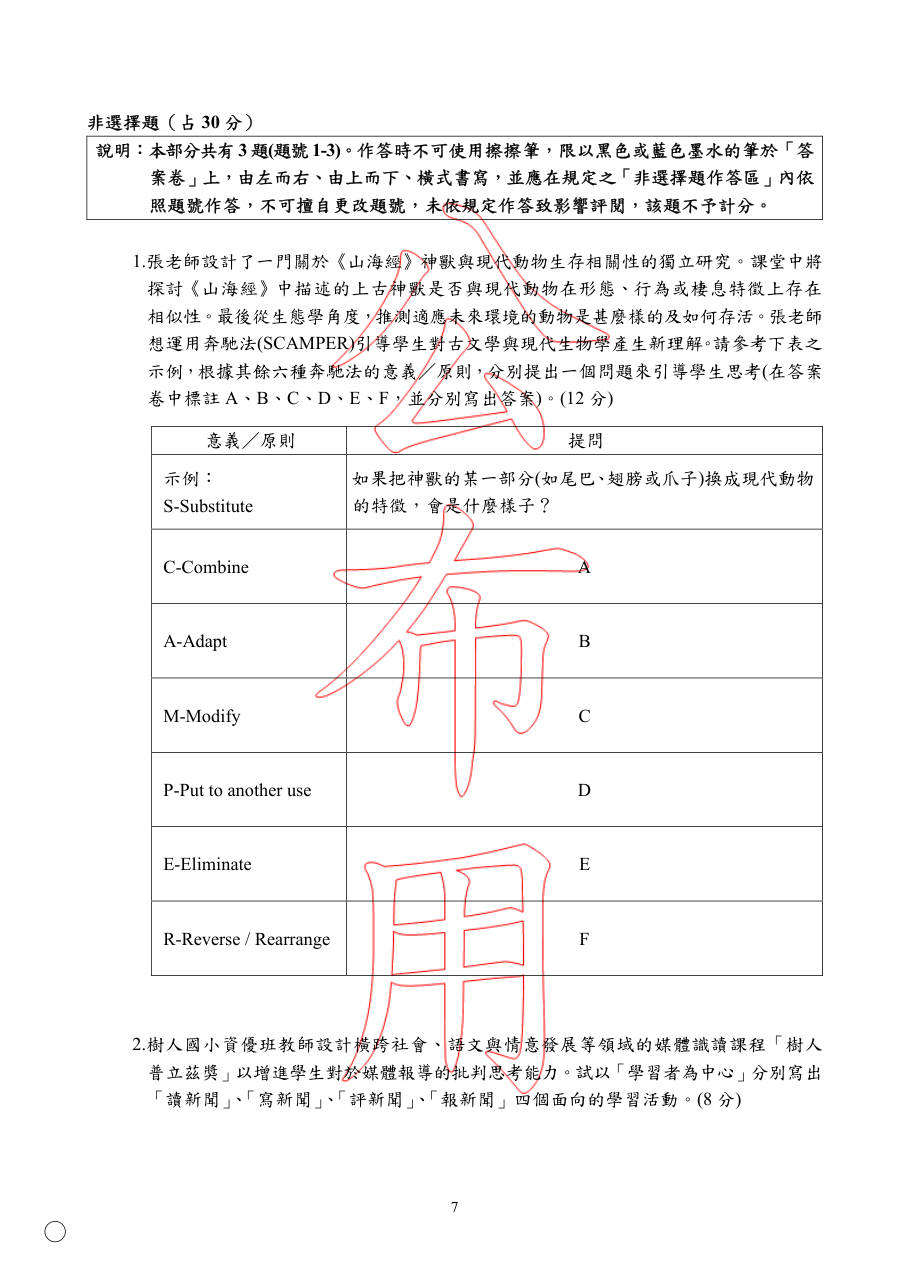 非選擇題（占 30 分）
說明：本部分共有 3 題(題號 1-3)。作答時不可使用擦擦筆，限以黑色或藍色墨水的筆於「答
案卷」上，由左而右、由上而下、橫式書寫，並應在規定之「非選擇題作答區」內依
照題號作答，不可擅自更改題號，未依規定作答致影響評閱，該題不予計分。
1.張老師設計了一門關於《山海經》神獸與現代動物生存相關性的獨立研究。課堂中將
探討《山海經》中描述的上古神獸是否與現代動物在形態、行為或棲息特徵上存在
相似性。最後從生態學角度，推測適應未來環境的動物是甚麼樣的及如何存活。張老師
想運用奔馳法(SCAMPER)引導學生對古文學與現代生物學產生新理解。請參考下表之
示例，根據其餘六種奔馳法的意義／原則，分別提出一個問題來引導學生思考(在答案
卷中標註 A、B、C、D、E、F，並分別寫出答案)。(12 分)
意義／原則 提問
示例：
S-Substitute
如果把神獸的某一部分(如尾巴、翅膀或爪子)換成現代動物
的特徵，會是什麼樣子？
C-Combine A
A-Adapt B
M-Modify C
P-Put to another use D
E-Eliminate E
R-Reverse / Rearrange F
2.樹人國小資優班教師設計橫跨社會、語文與情意發展等領域的媒體識讀課程「樹人
普立茲獎」以增進學生對於媒體報導的批判思考能力。試以「學習者為中心」分別寫出
「讀新聞」、「寫新聞」、「評新聞」、「報新聞」四個面向的學習活動。(8 分)
7
公布用